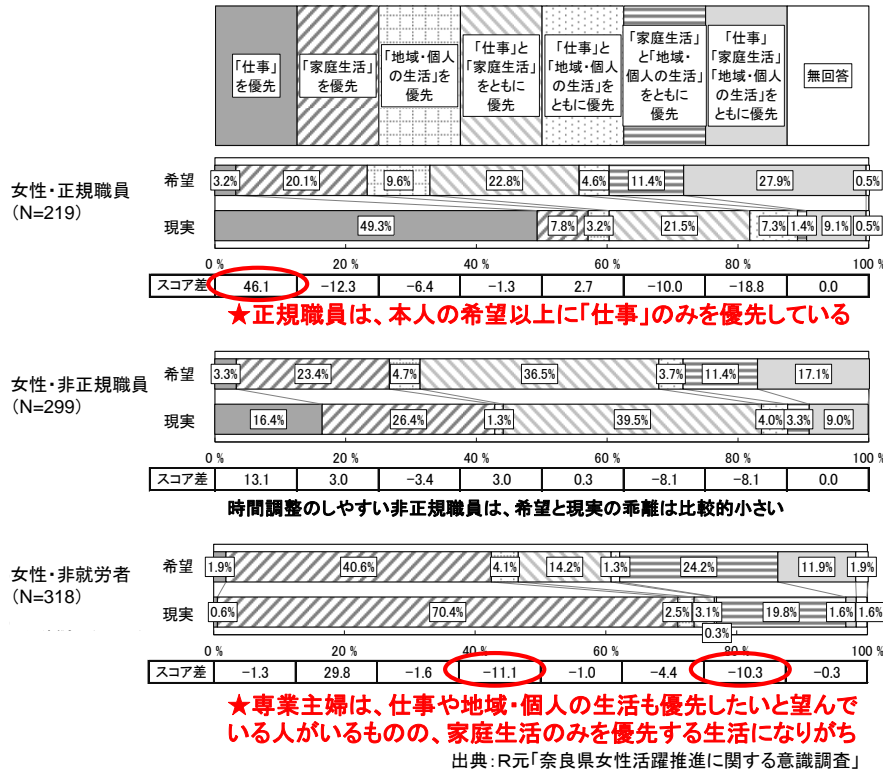 「仕事」
を優先
「家庭生活」
を優先
「地域・個人
の生活」を
優先
「仕事」と
「家庭生活」
をともに
優先
「仕事」と
「地域・個人
の生活」を
ともに優先
「家庭生活」
と「地域・
個人の生活」
をともに
優先
「仕事」
「家庭生活」
「地域・個人
の生活」を
ともに優先
無回答
女性・正規職員
(N=219)
希望
3.2% 20.1% 9.6% 22.8% 4.6% 11.4% 27.9% 0.5%
現実
49.3% 7.8% 3.2% 21.5% 7.3% 1.4% 9.1% 0.5%
0 % 20 % 40 % 60 % 80 % 100 %
スコア差 46.1 −12.3 −6.4 −1.3 2.7 −10.0 −18.8 0.0
★正規職員は、本人の希望以上に「仕事」のみを優先している
女性・非正規職員
(N=299)
希望
3.3% 23.4% 4.7% 36.5% 3.7% 11.4% 17.1%
現実
16.4% 26.4% 1.3% 39.5% 4.0% 3.3% 9.0%
0 % 20 % 40 % 60 % 80 % 100 %
スコア差 13.1 3.0 −3.4 3.0 0.3 −8.1 −8.1 0.0
時間調整のしやすい非正規職員は、希望と現実の乖離は比較的小さい
女性・非就労者
(N=318)
希望
1.9% 40.6% 4.1% 14.2% 1.3% 24.2% 11.9% 1.9%
現実
0.6% 70.4% 2.5% 3.1% 0.3% 19.8% 1.6% 1.6%
0 % 20 % 40 % 60 % 80 % 100 %
スコア差 −1.3 29.8 −1.6 −11.1 −1.0 −4.4 −10.3 −0.3
★専業主婦は、仕事や地域・個人の生活も優先したいと望んで
いる人がいるものの、家庭生活のみを優先する生活になりがち
出典：R元「奈良県女性活躍推進に関する意識調査」